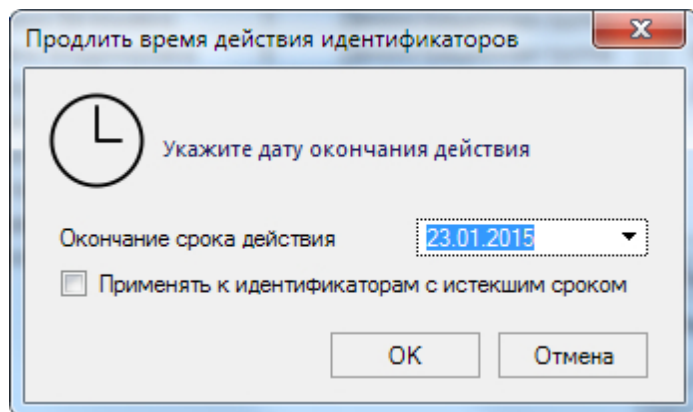 Продлить время действия идентификаторов
Укажите дату окончания действия
Окончание срока действия 23.01.2015
Применять к идентификаторам с истекшим сроком
OK Отмена